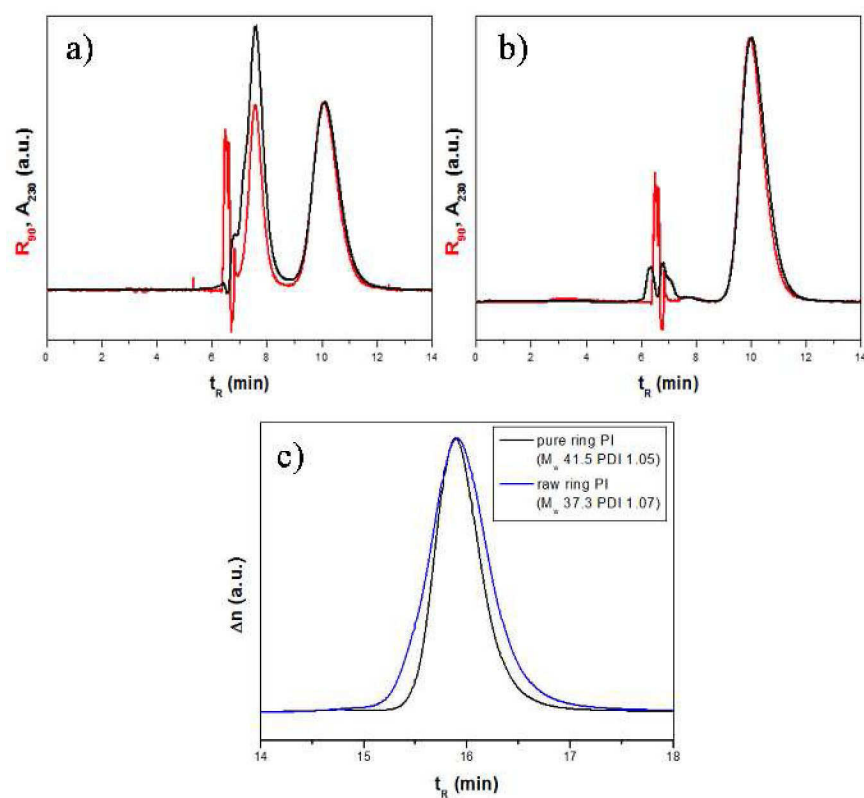 a)
R90, A230 (a.u.)
0 2 4 6 8 10 12 14
tR (min)
b)
R90, A230 (a.u.)
0 2 4 6 8 10 12 14
tR (min)
c)
pure ring PI
(Mw 41.5 PDI 1.05)
raw ring PI
(Mw 37.3 PDI 1.07)
Δn (a.u.)
14 15 16 17 18
tR (min)